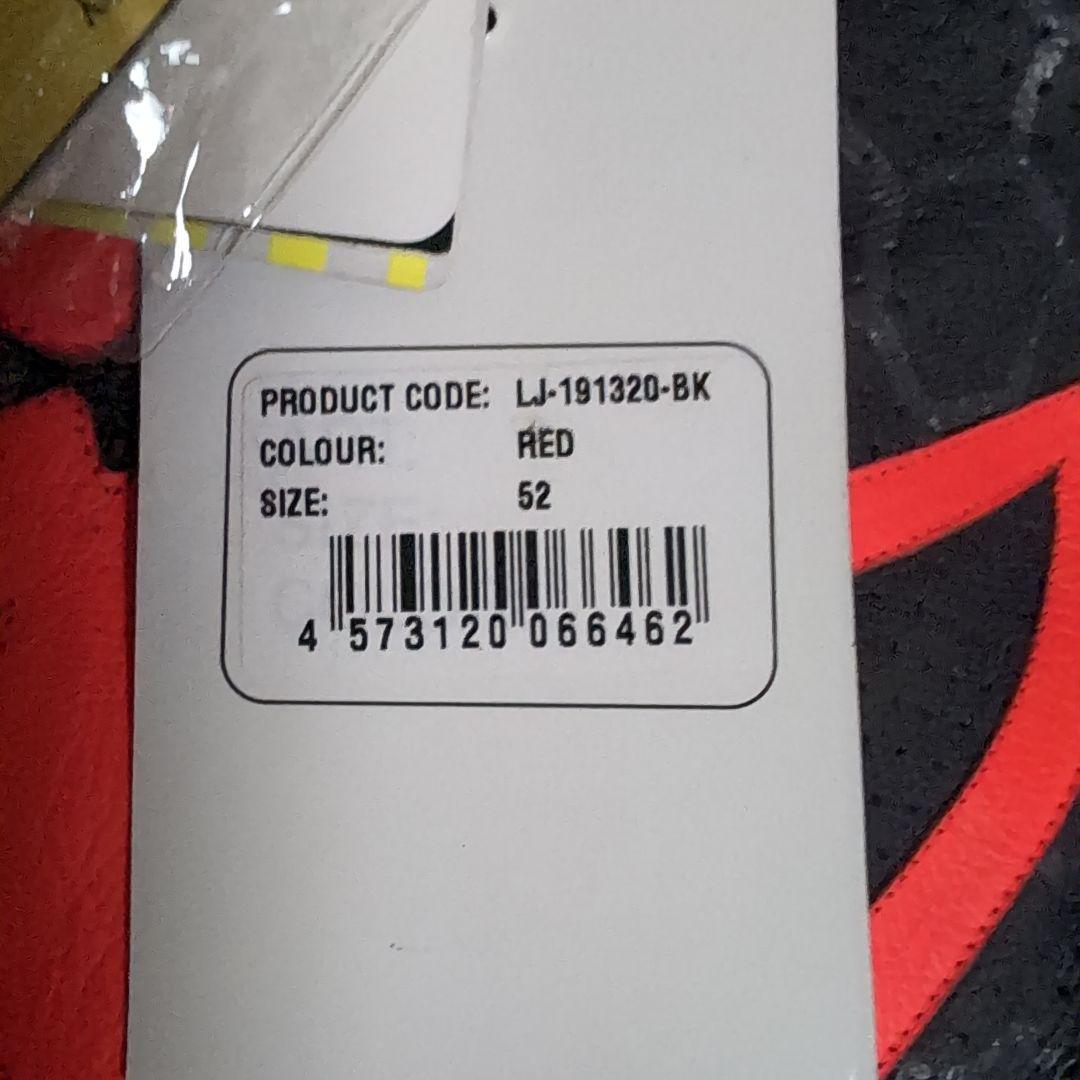 PRODUCT CODE: LJ-191320-BK
COLOUR: RED
SIZE: 52
4 573120 066462